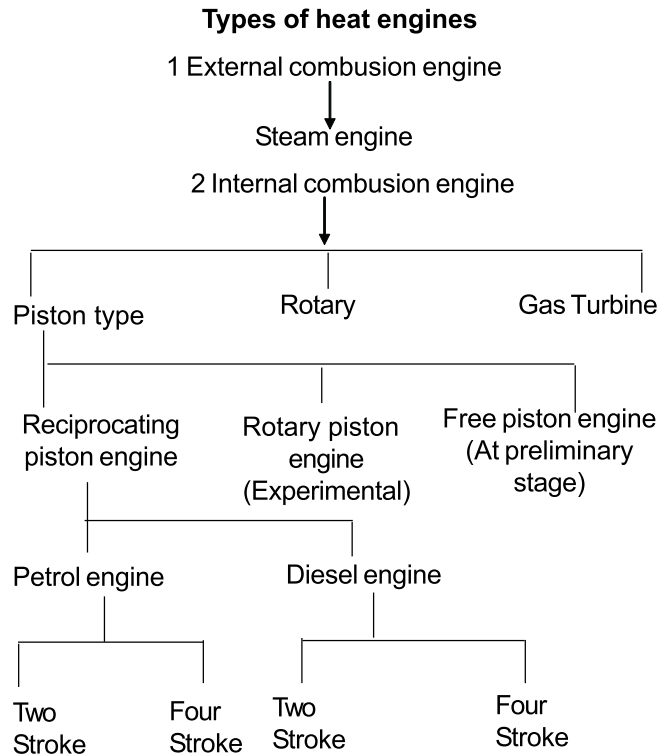 Types of heat engines
1 External combusion engine
Steam engine
2 Internal combusion engine
Piston type
Rotary
Gas Turbine
Reciprocating
piston engine
Rotary piston
engine
(Experimental)
Free piston engine
(At preliminary
stage)
Petrol engine
Diesel engine
Two
Stroke
Four
Stroke
Two
Stroke
Four
Stroke